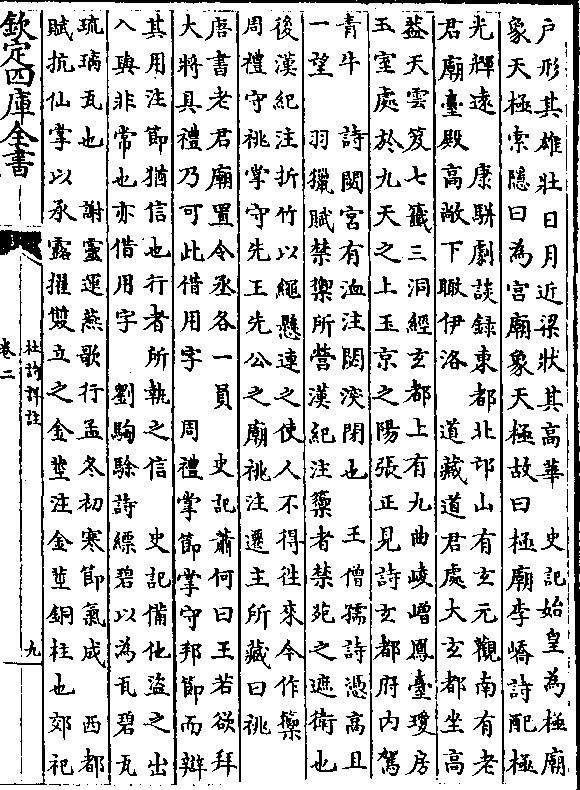 户形其雄壯日月近梁狀其高華　史記始皇為極廟
象天極索隱曰為宮廟象天極故曰極廟李嶠詩配極
光輝遠　康駢劇談録東都北邙山有玄元觀南有老
君廟臺殿高敞下瞰伊洛　道藏道君處大玄都坐高
蓋天雲笈七籖三洞經玄都上有九曲崚嶒鳳臺瓊房
玉室處於九天之上玉京之陽張正見詩玄都府内駕
青牛　詩閟宫有洫注閟深閉也　王僧孺詩憑高且
一望　羽獵賦禁禦所營漢紀注蘌者禁苑之遮衛也
後漢紀注折竹以繩懸連之使人不得徃來今作蘌
周禮守祧掌守先王先公之廟祧注遷主所藏曰祧
唐書老君廟置令丞各一員　史記蕭何曰王若欲拜
大將具禮乃可此借用字　周禮掌節掌守邦節而辯
其用注節猶信也行者所執之信　史記備他盗之出
入與非常也亦借用字　劉騊駼詩縹碧以為瓦碧瓦
琉璃瓦也　謝靈運燕歌行孟冬初寒節氣成　西都
賦抗仙掌以承露擢雙立之金莖注金莖銅柱也郊祀
欽定四庫全書
杜詩詳註
卷二
九